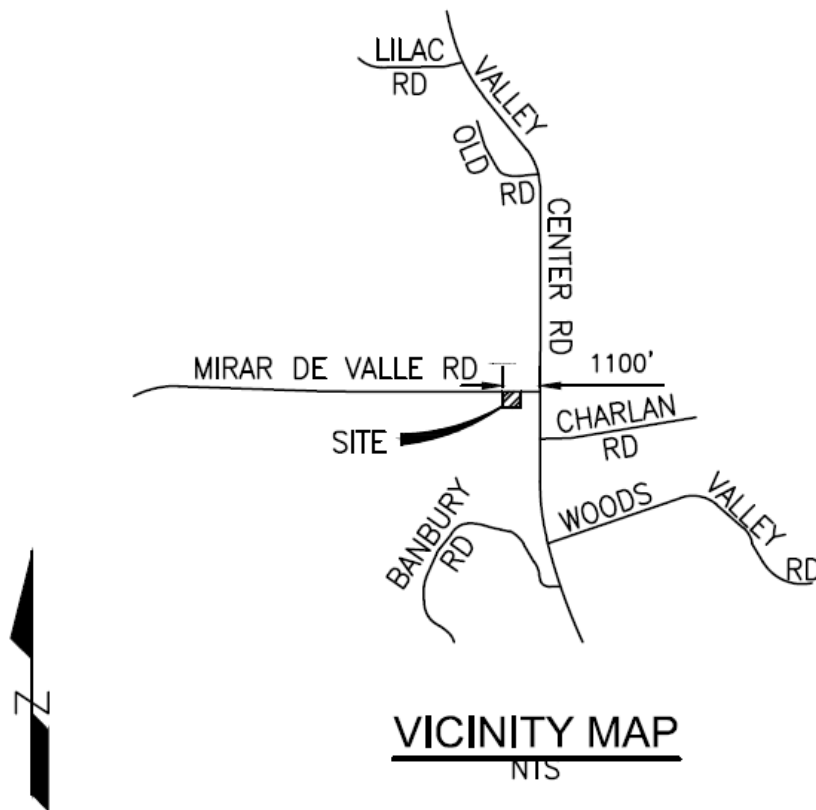 LILAC
RD
VALLEY
OLD
RD
CENTER RD
MIRAR DE VALLE RD
1100'
SITE
CHARLAN
RD
BANBURY
RD
WOODS
VALLEY
RD
N
VICINITY MAP
NTS